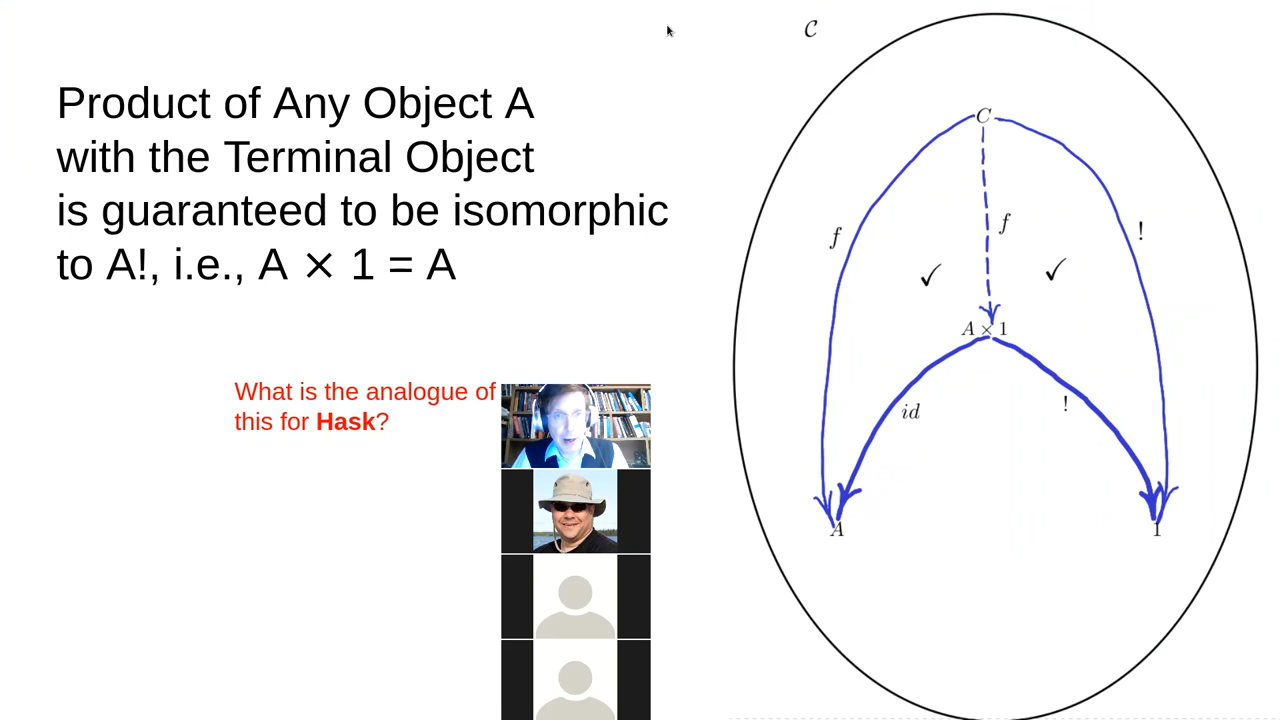 Product of Any Object A
with the Terminal Object
is guaranteed to be isomorphic
to A!, i.e., A × 1 = A
What is the analogue of
this for Hask?
𝒞
C
f
f
!
✓
✓
A × 1
id
!
A
1